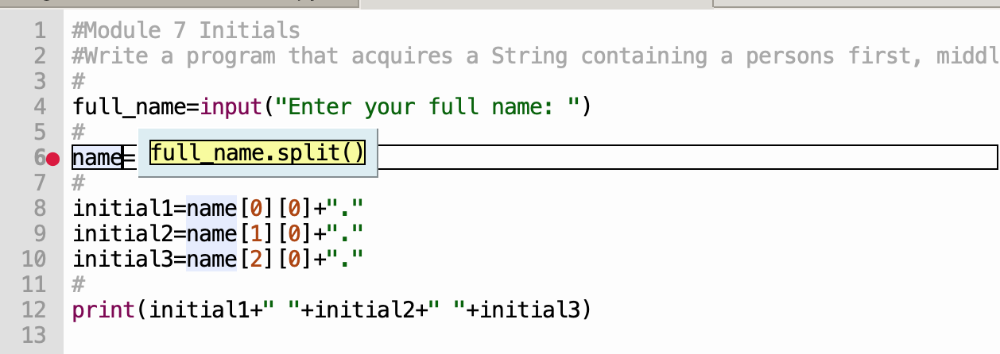 1 #Module 7 Initials
2 #Write a program that acquires a String containing a persons first, middl
3 #
4 full_name=input("Enter your full name: ")
5 #
6 name= full_name.split()
7 #
8 initial1=name[0][0]+"."
9 initial2=name[1][0]+"."
10 initial3=name[2][0]+"."
11 #
12 print(initial1+" "+initial2+" "+initial3)
13